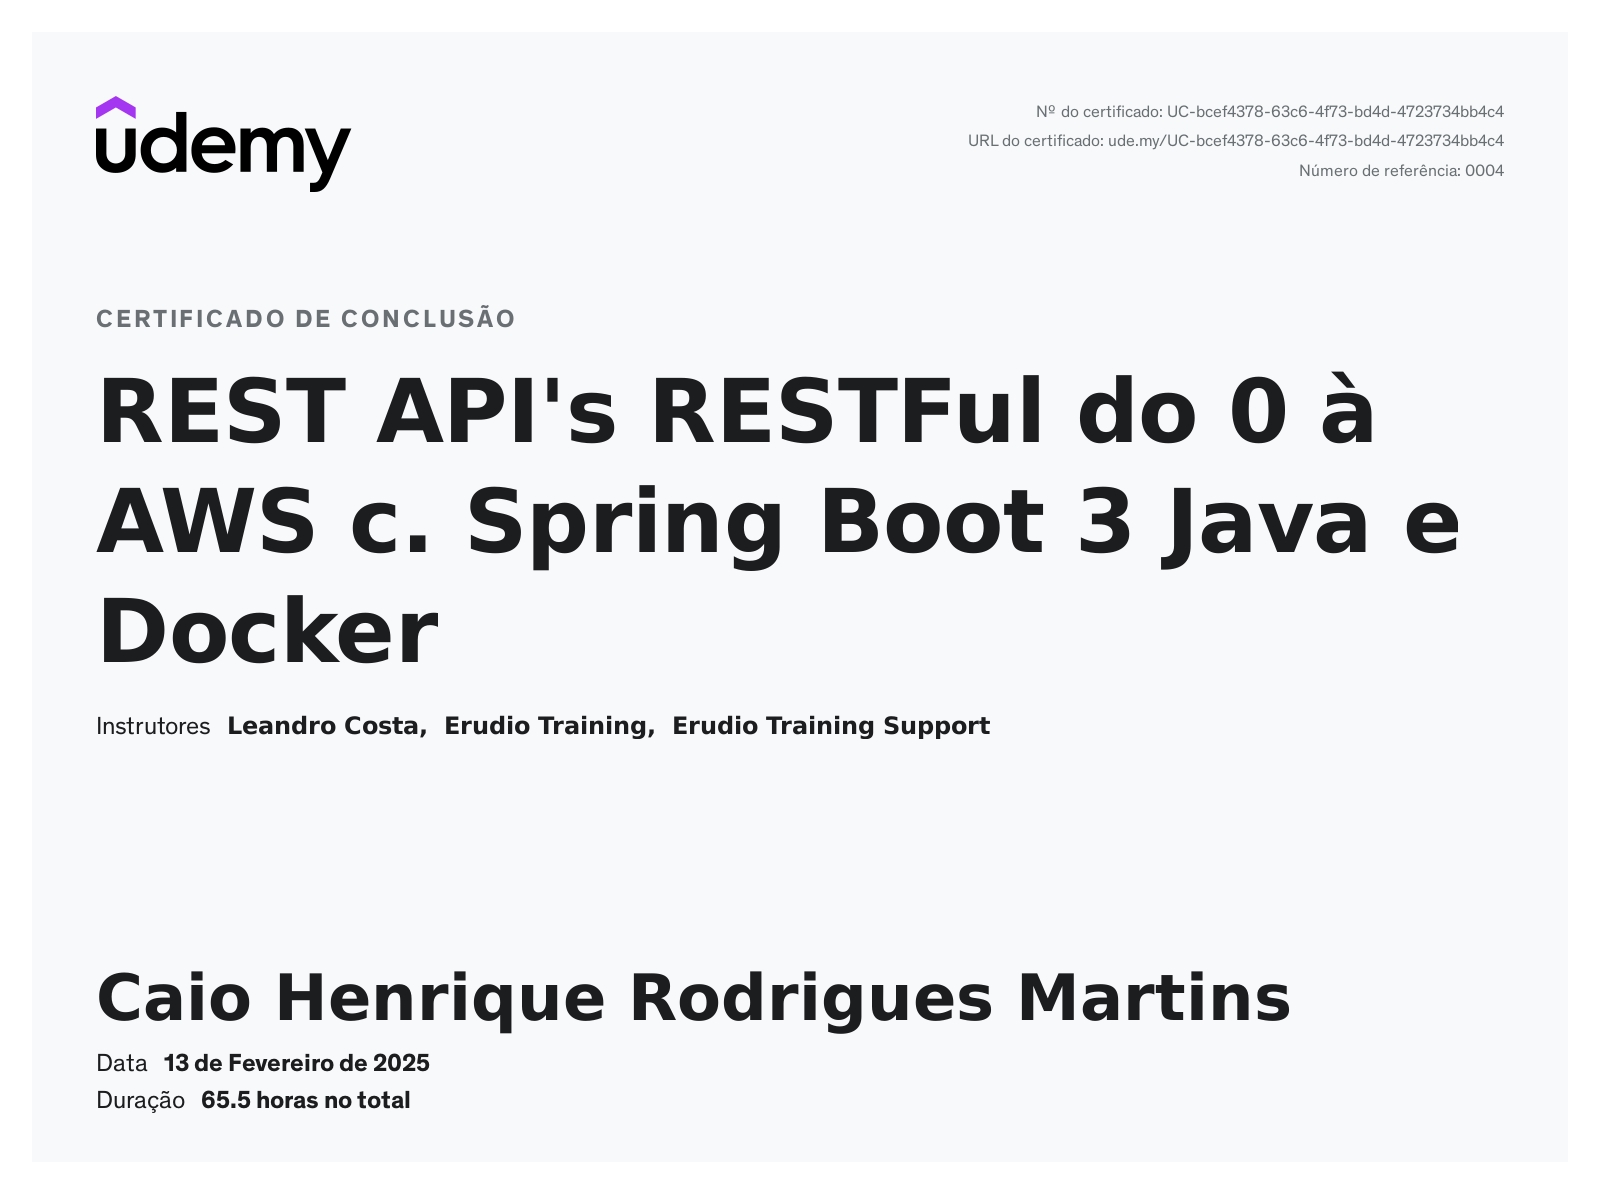 udemy
Nº do certificado: UC-bcef4378-63c6-4f73-bd4d-4723734bb4c4
URL do certificado: ude.my/UC-bcef4378-63c6-4f73-bd4d-4723734bb4c4
Número de referência: 0004
CERTIFICADO DE CONCLUSÃO
REST API's RESTFul do 0 à
AWS c. Spring Boot 3 Java e
Docker
Instrutores Leandro Costa, Erudio Training, Erudio Training Support
Caio Henrique Rodrigues Martins
Data 13 de Fevereiro de 2025
Duração 65.5 horas no total